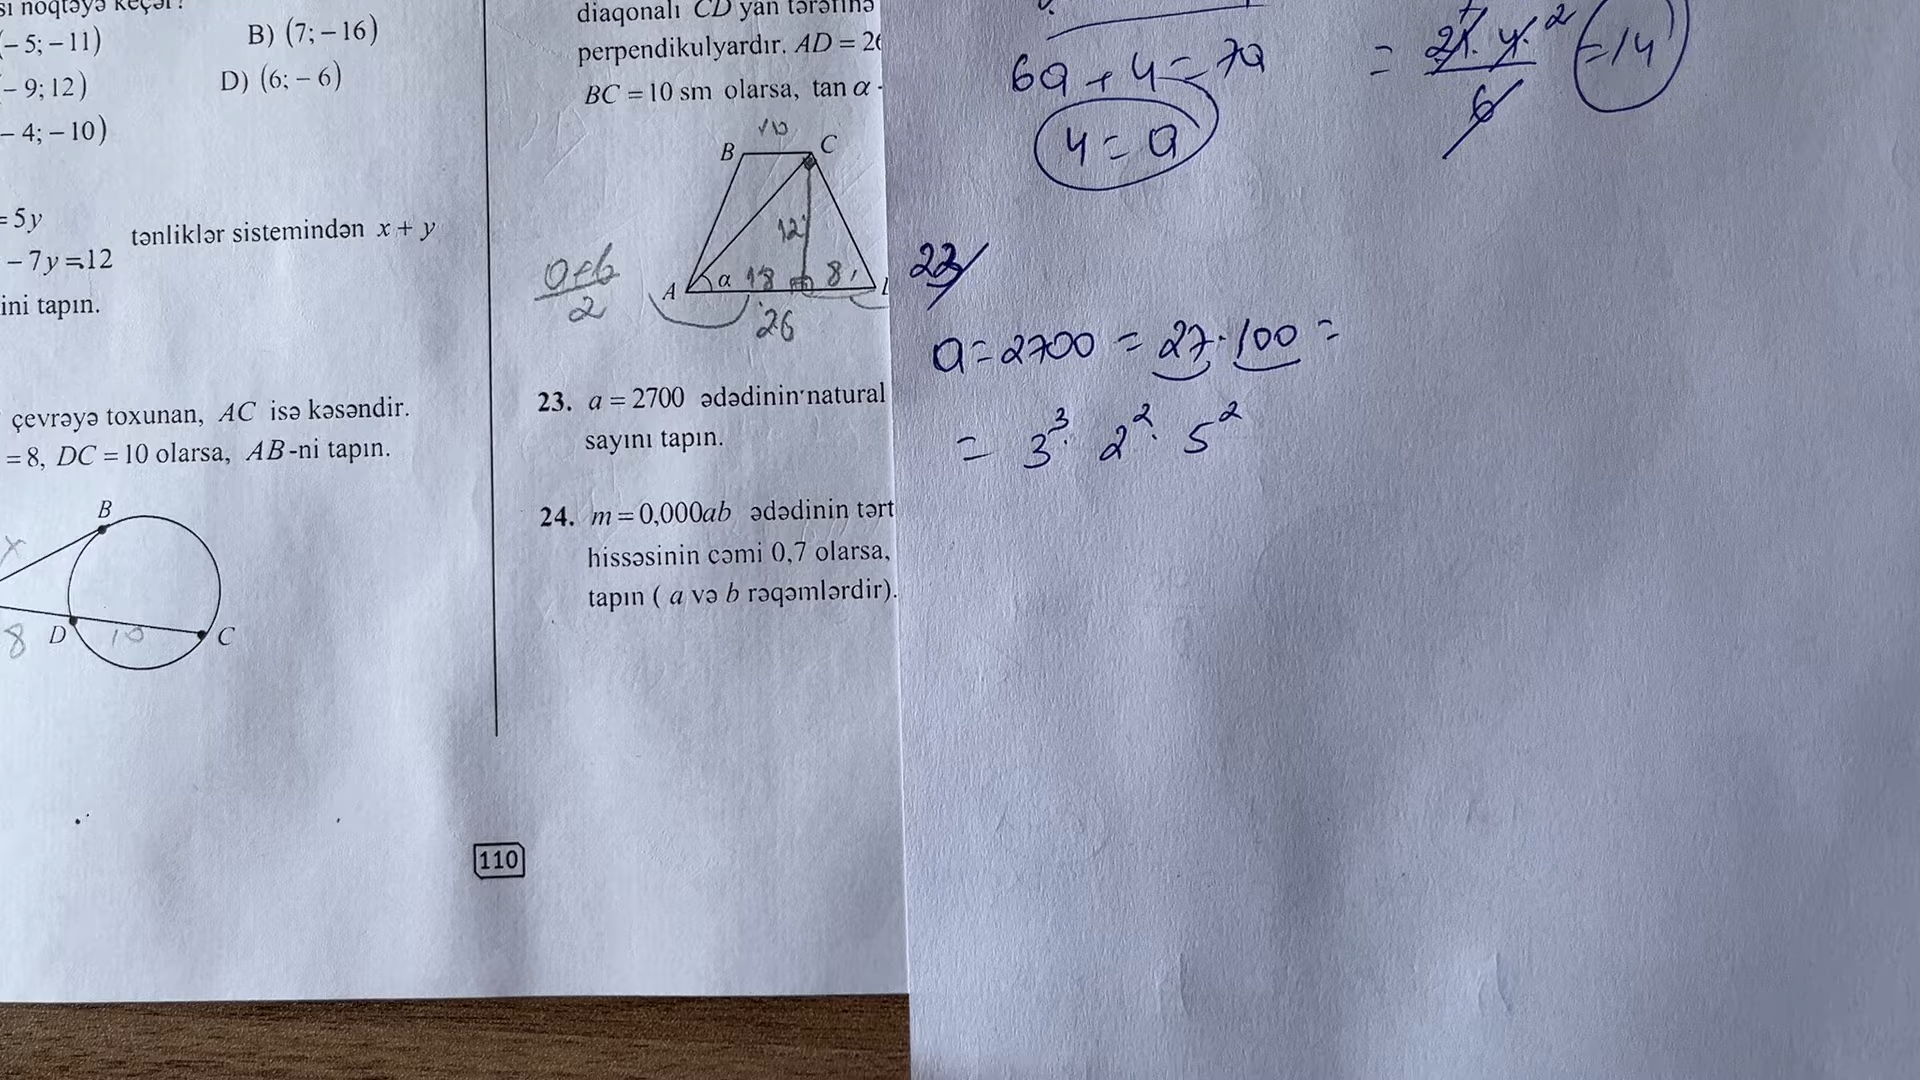 noqtəyə keçər?
– 5; – 11)
B) (7; – 16)
– 9; 12)
D) (6; – 6)
– 4; – 10)
= 5y
– 7y = 12
tənliklər sistemindən x + y
ini tapın.
çevrəyə toxunan, AC isə kəsəndir.
= 8, DC = 10 olarsa, AB-ni tapın.
B
x
8
D
10
C
diaqonalı CD yan tərəfinə
perpendikulyardır. AD = 26
BC = 10 sm olarsa, tan α
10
B
C
12
a+b
2
A
α
18
8
26
23. a = 2700 ədədinin natural
sayını tapın.
24. m = 0,000ab ədədinin tərt
hissəsinin cəmi 0,7 olarsa,
tapın ( a və b rəqəmlərdir).
110
6a + 4 = 7a
4 = a
= 21 · 4 2
6
= 14
23
a = 2700 = 27 · 100 =
= 3³ · 2² · 5²